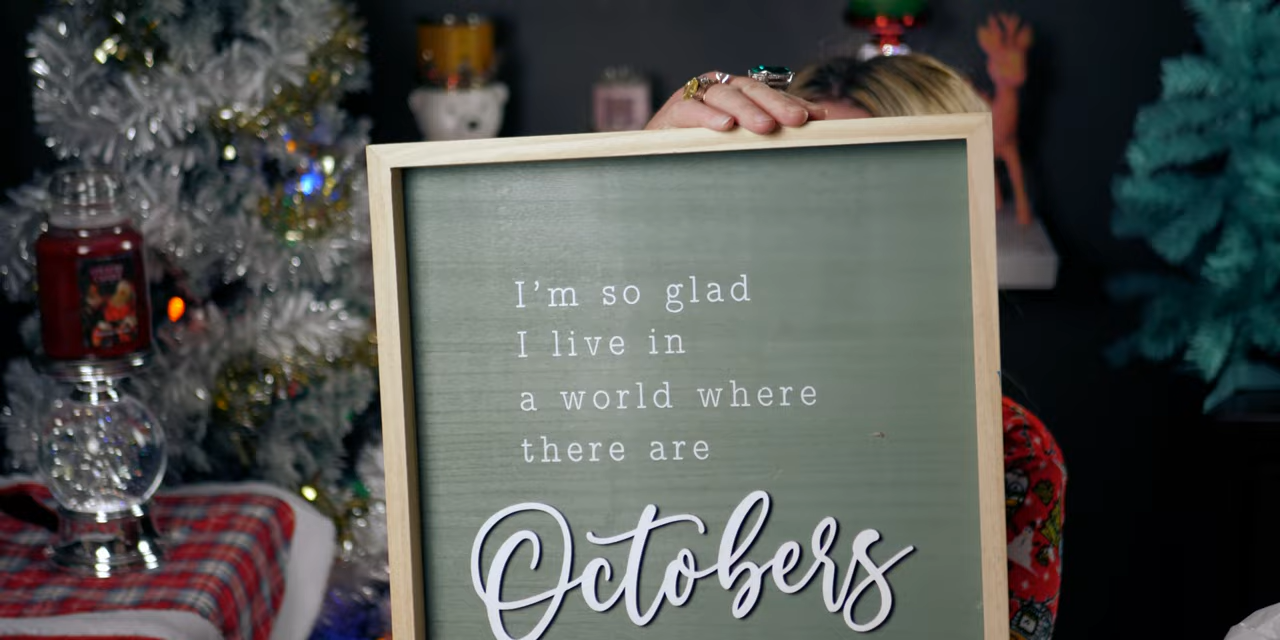 I'm so glad
I live in
a world where
there are
Octobers